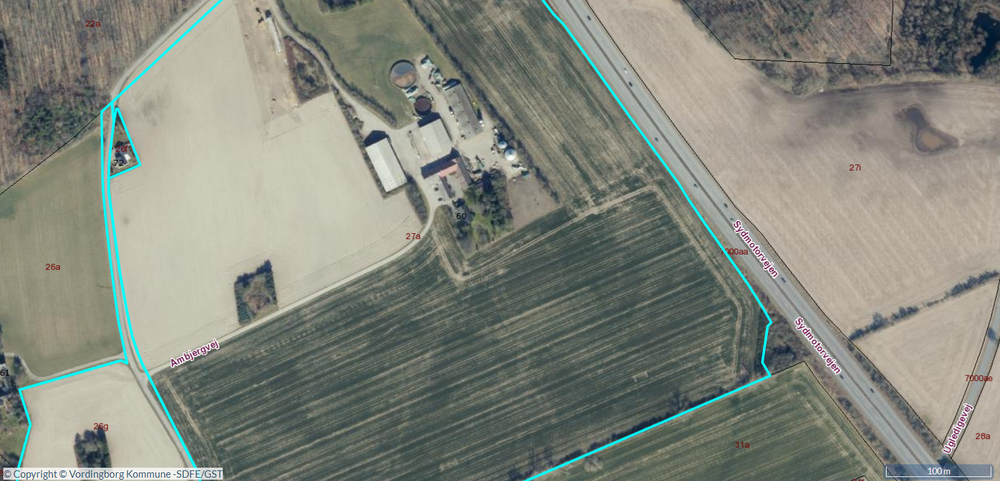 22a
26f
72
27i
60
27a
7000aa
Sydmotorvejen
26a
Sydmotorvejen
Ambjergvej
61
7000ae
Ugledigevej
26g
28a
31a
© Copyright © Vordingborg Kommune -SDFE/GST
100 m